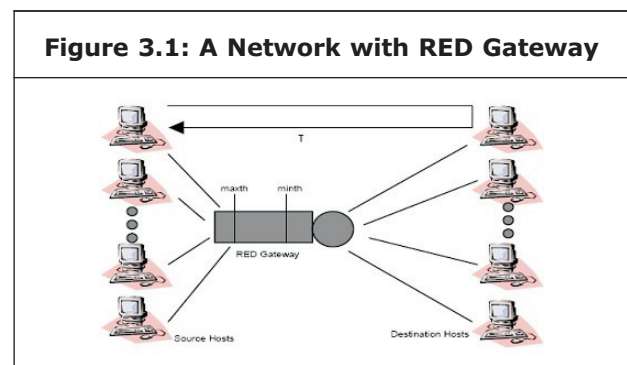 Figure 3.1: A Network with RED Gateway
T
maxth minth
RED Gateway
Source Hosts
Destination Hosts